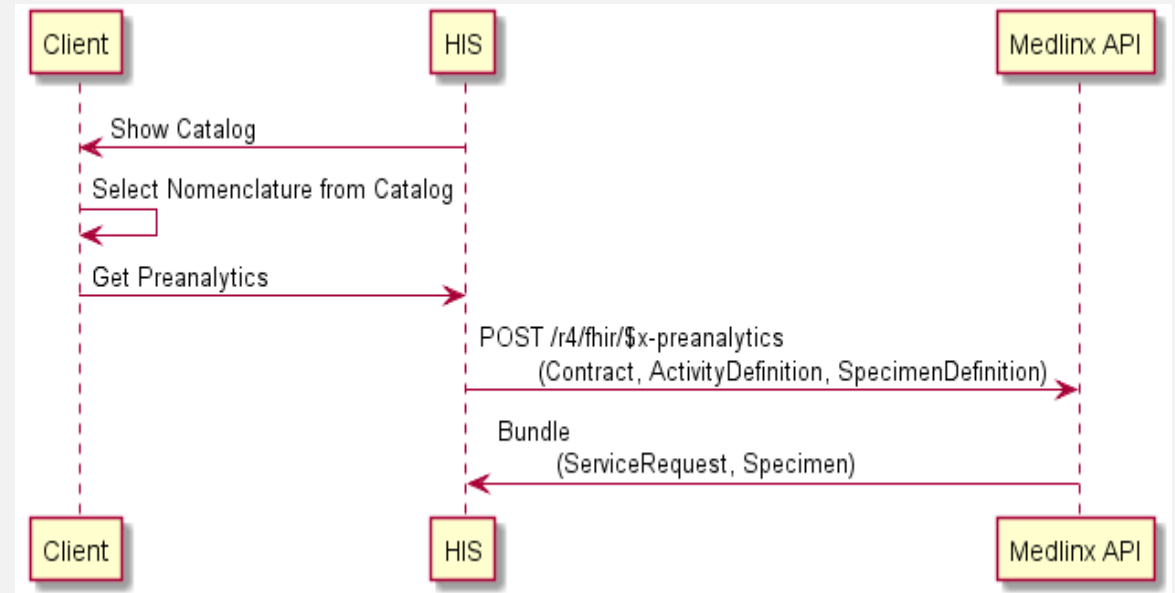 Client
HIS
Medlinx API
Show Catalog
Select Nomenclature from Catalog
Get Preanalytics
POST /r4/fhir/$x-preanalytics
(Contract, ActivityDefinition, SpecimenDefinition)
Bundle
(ServiceRequest, Specimen)
Client
HIS
Medlinx API